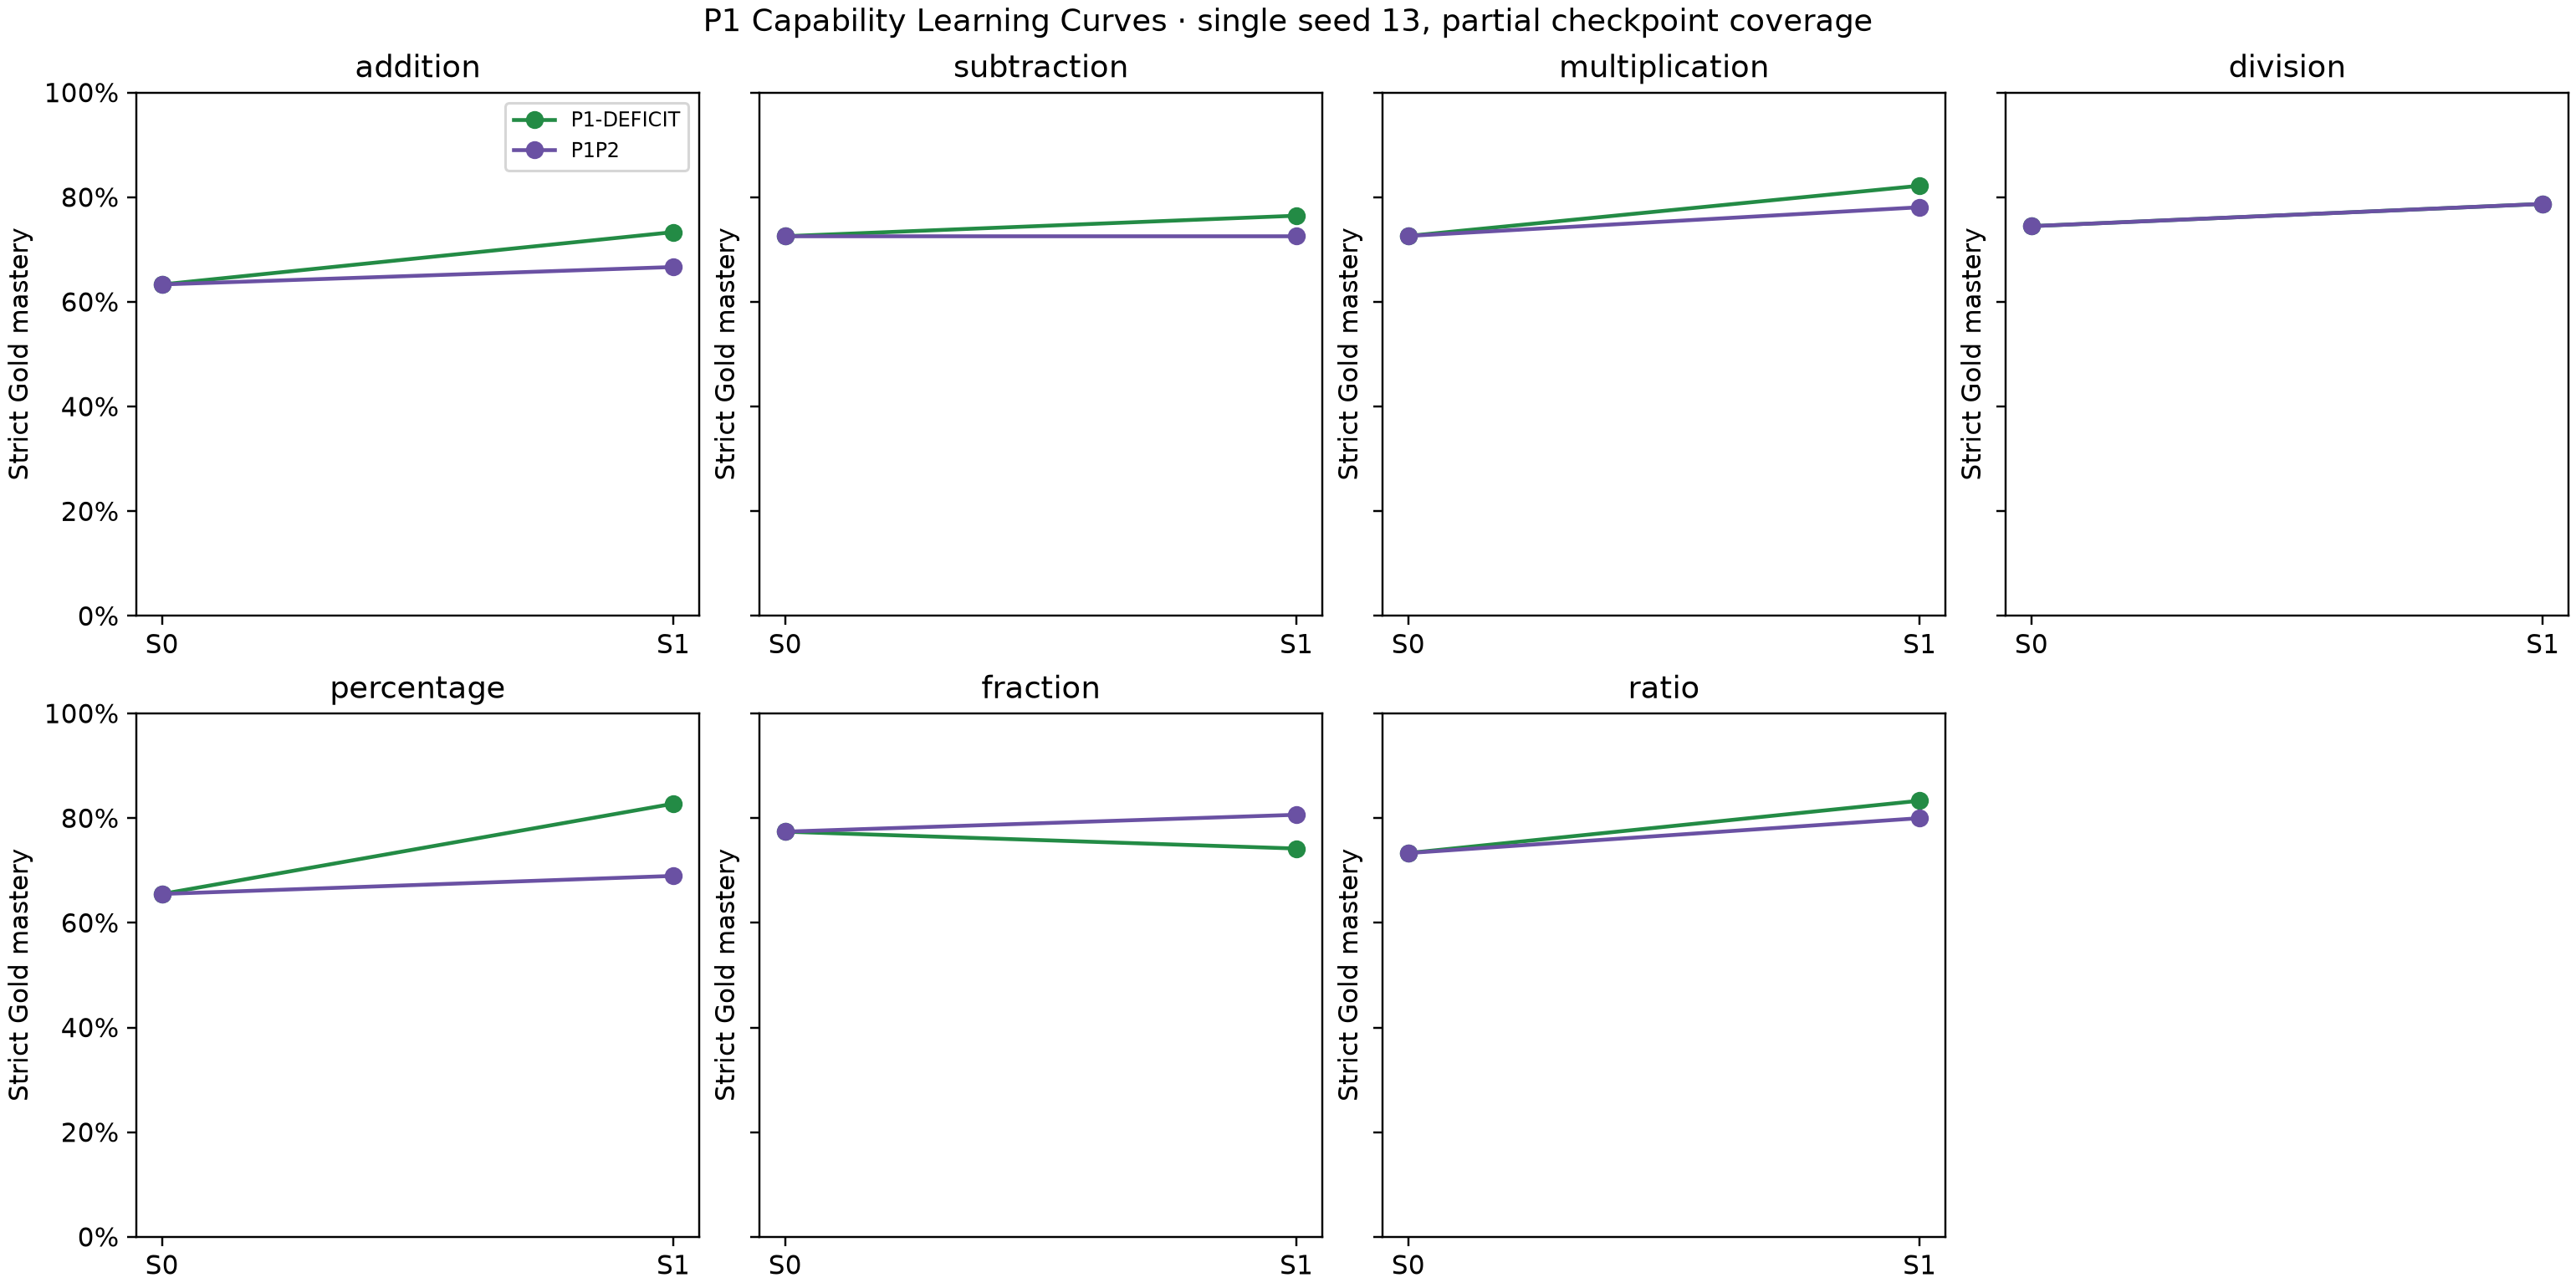 P1 Capability Learning Curves · single seed 13, partial checkpoint coverage
addition
subtraction
multiplication
division
100%
80%
60%
40%
20%
0%
Strict Gold mastery
P1-DEFICIT
P1P2
S0
S1
Strict Gold mastery
S0
S1
Strict Gold mastery
S0
S1
Strict Gold mastery
S0
S1
percentage
fraction
ratio
100%
80%
60%
40%
20%
0%
Strict Gold mastery
S0
S1
Strict Gold mastery
S0
S1
Strict Gold mastery
S0
S1